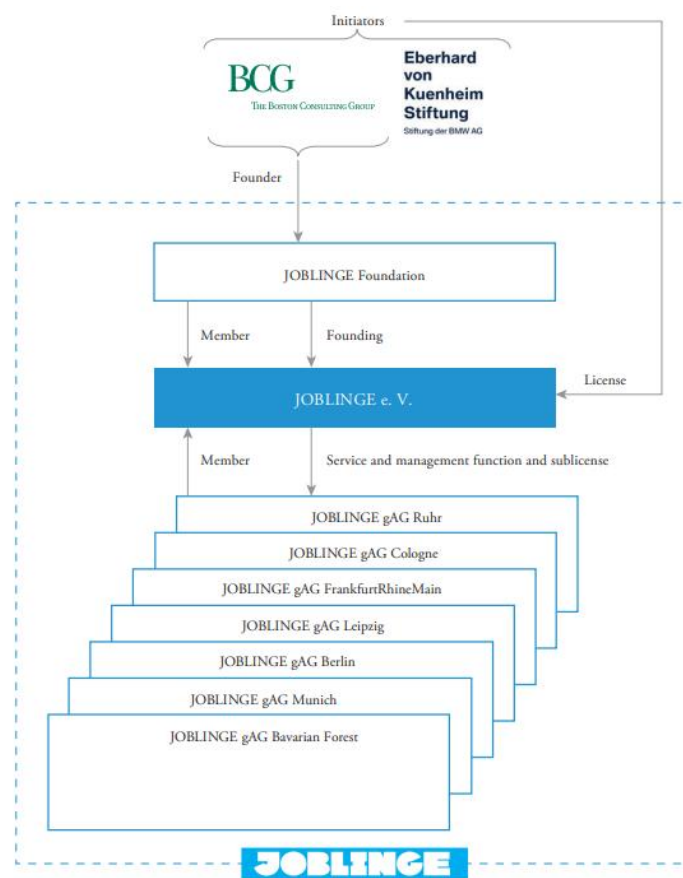 Initiators
BCG
THE BOSTON CONSULTING GROUP
Eberhard
von
Kuenheim
Stiftung
Stiftung der BMW AG
Founder
JOBLINGE Foundation
Member
Founding
JOBLINGE e. V.
License
Member
Service and management function and sublicense
JOBLINGE gAG Ruhr
JOBLINGE gAG Cologne
JOBLINGE gAG FrankfurtRhineMain
JOBLINGE gAG Leipzig
JOBLINGE gAG Berlin
JOBLINGE gAG Munich
JOBLINGE gAG Bavarian Forest
JOBLINGE